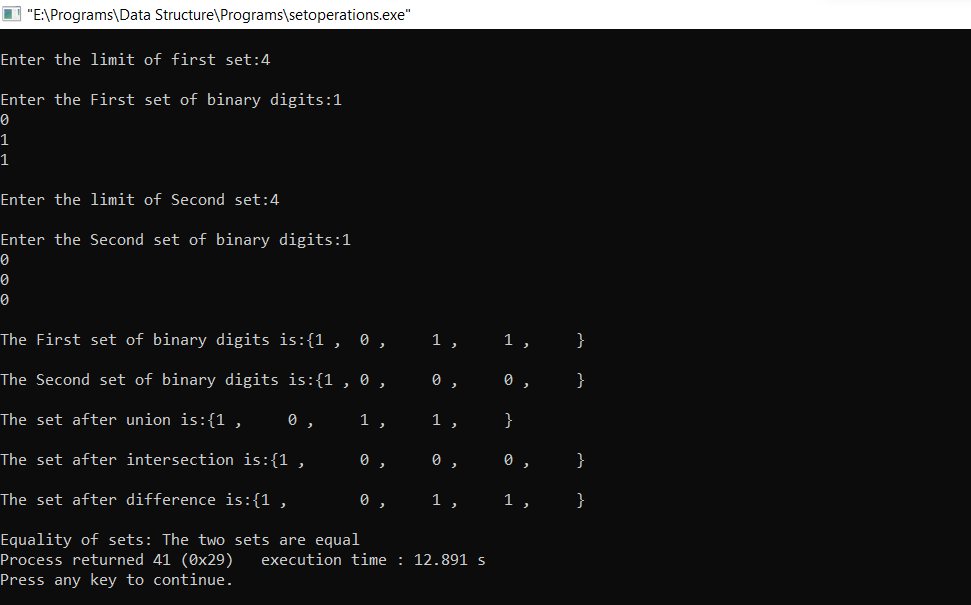 "E:\Programs\Data Structure\Programs\setoperations.exe"
Enter the limit of first set:4
Enter the First set of binary digits:1
0
1
1
Enter the limit of Second set:4
Enter the Second set of binary digits:1
0
0
0
The First set of binary digits is:{1 ,  0 ,     1 ,     1 ,     }
The Second set of binary digits is:{1 , 0 ,     0 ,     0 ,     }
The set after union is:{1 ,     0 ,     1 ,     1 ,     }
The set after intersection is:{1 ,      0 ,     0 ,     0 ,     }
The set after difference is:{1 ,        0 ,     1 ,     1 ,     }
Equality of sets: The two sets are equal
Process returned 41 (0x29)   execution time : 12.891 s
Press any key to continue.